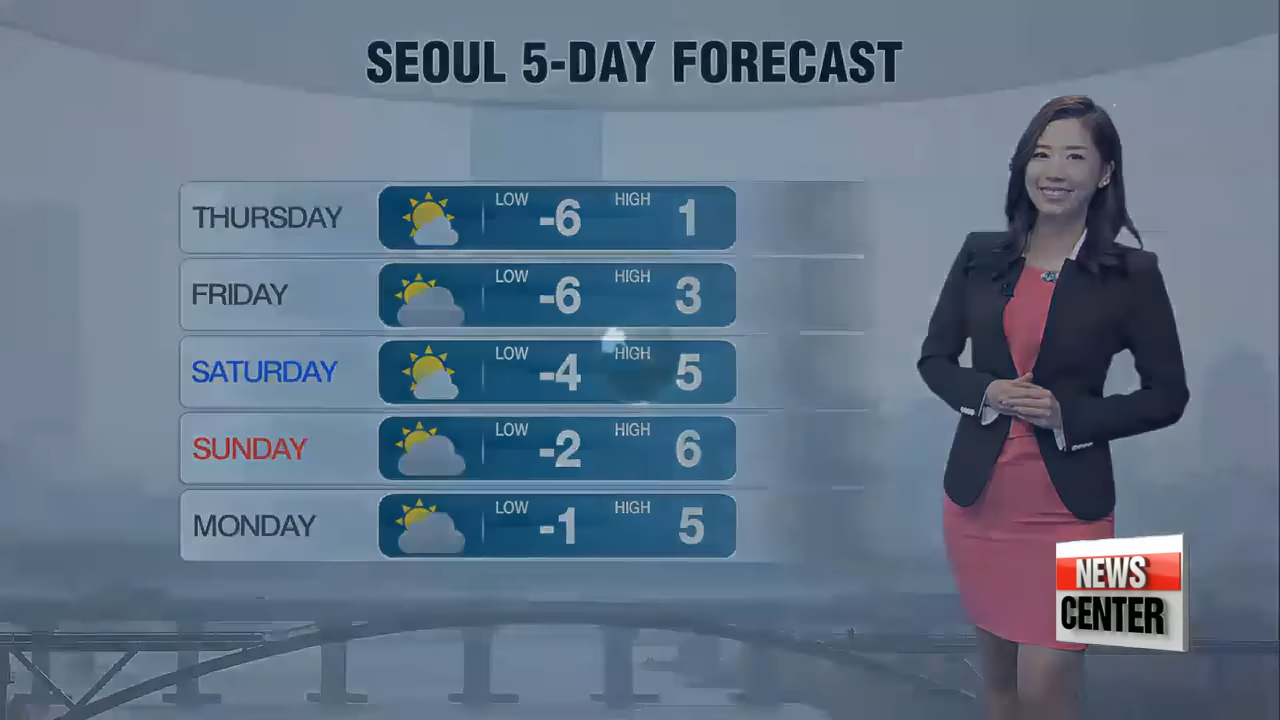 SEOUL 5-DAY FORECAST
THURSDAY LOW -6 HIGH 1
FRIDAY LOW -6 HIGH 3
SATURDAY LOW -4 HIGH 5
SUNDAY LOW -2 HIGH 6
MONDAY LOW -1 HIGH 5
NEWS
CENTER